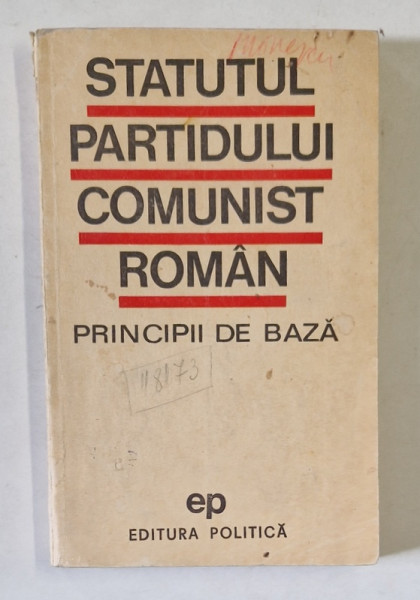 STATUTUL
PARTIDULUI
COMUNIST
ROMÂN
PRINCIPII DE BAZĂ
118173
ep
EDITURA POLITICĂ